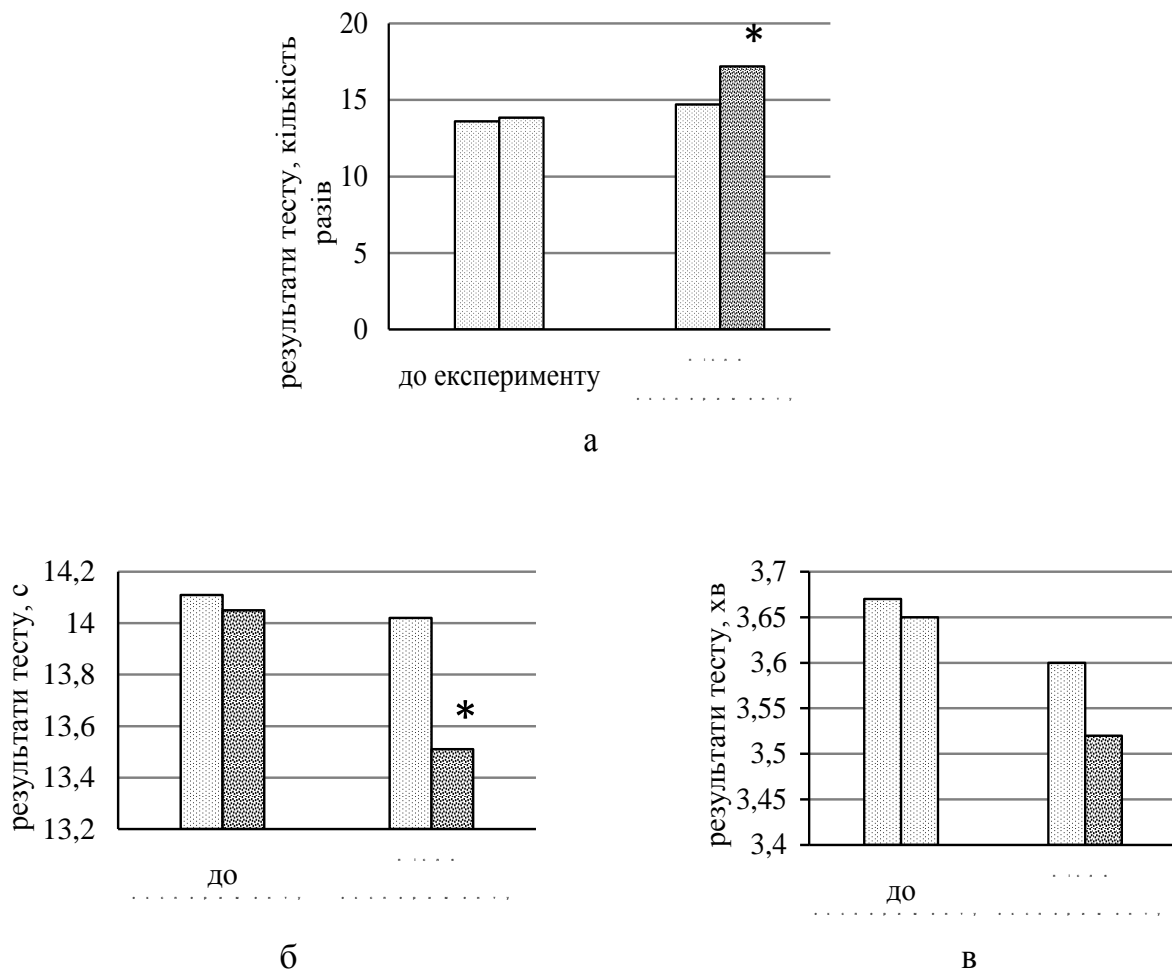 результати тесту, кількість
разів
20
*
15
10
5
0
до експерименту
а
результати тесту, с
14,2
14
13,8
13,6
13,4
13,2
*
до
б
результати тесту, хв
3,7
3,65
3,6
3,55
3,5
3,45
3,4
до
в